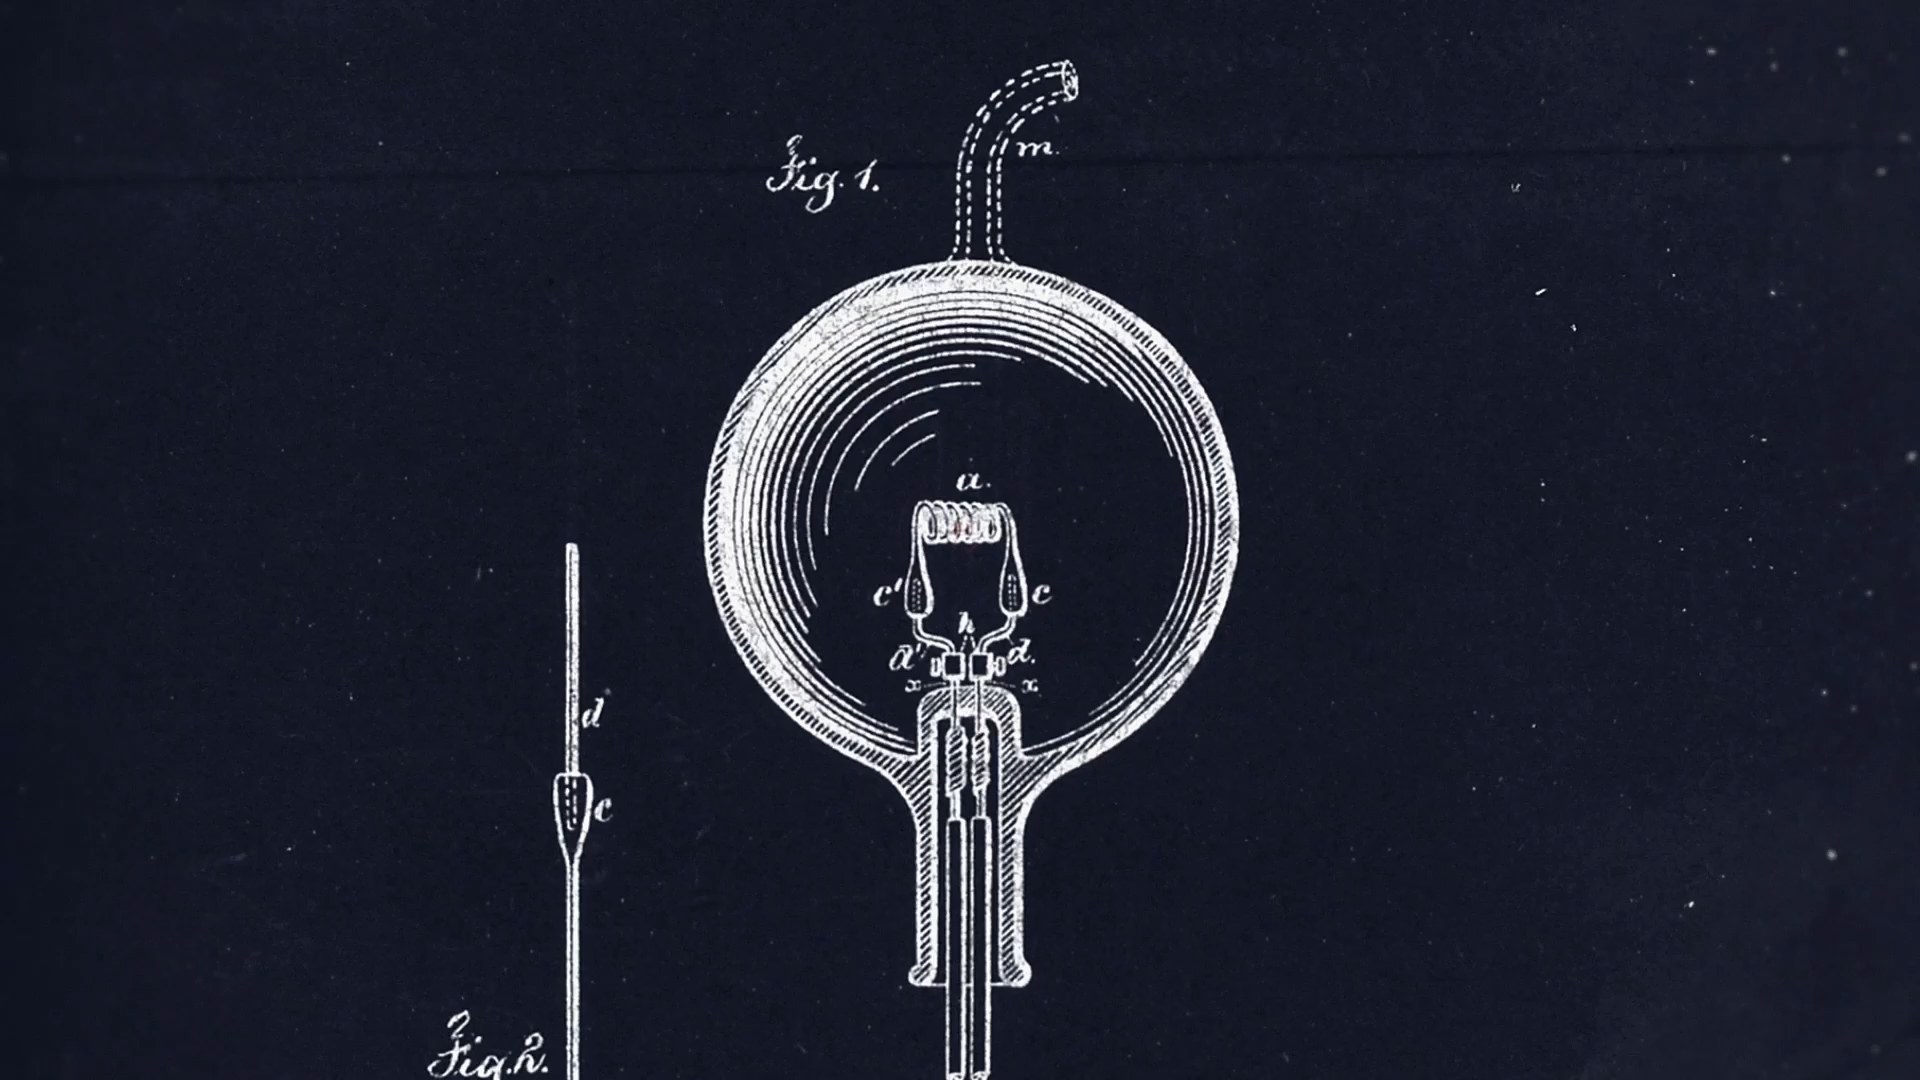 m.
Fig. 1.
a.
c' c
h
d' d.
x x
d
c
Fig. 2.